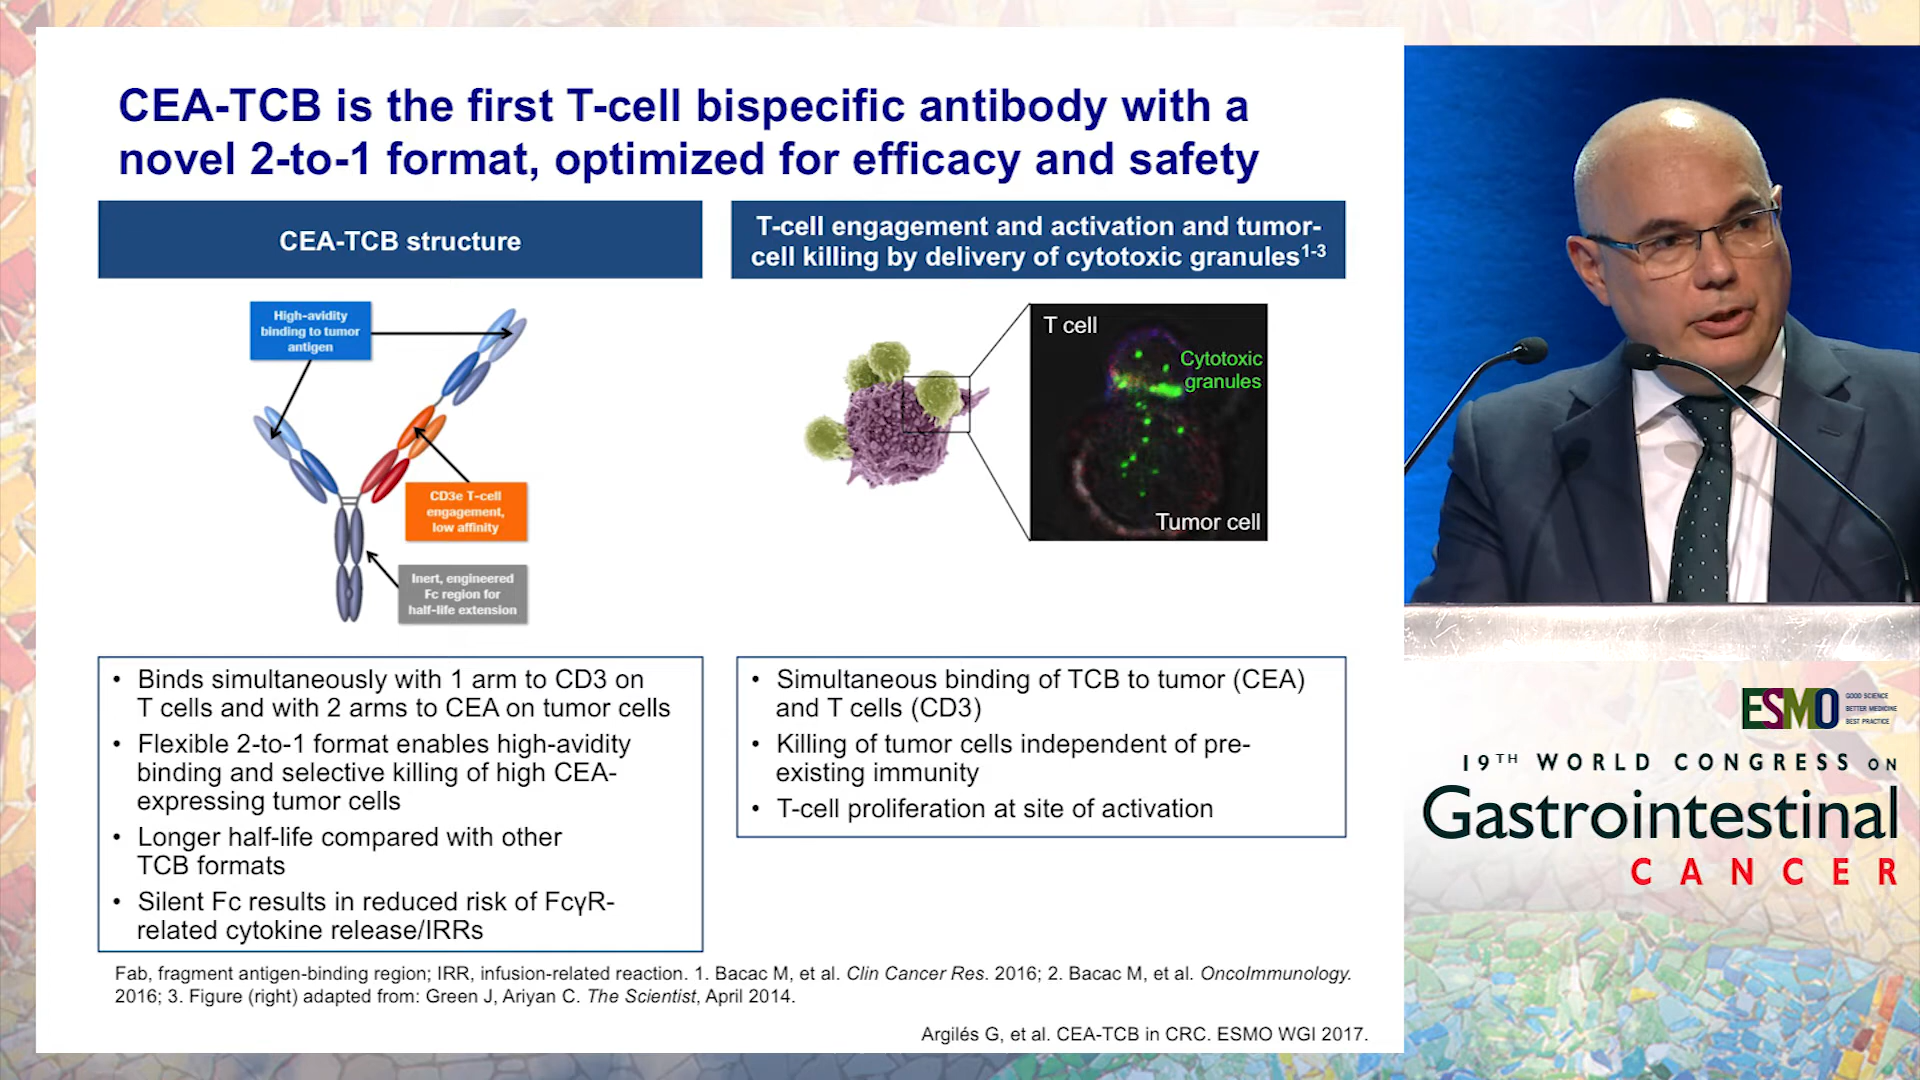 CEA-TCB is the first T-cell bispecific antibody with a
novel 2-to-1 format, optimized for efficacy and safety
CEA-TCB structure
High-avidity
binding to tumor
antigen
CD3e T-cell
engagement,
low affinity
Inert, engineered
Fc region for
half-life extension
• Binds simultaneously with 1 arm to CD3 on
T cells and with 2 arms to CEA on tumor cells
• Flexible 2-to-1 format enables high-avidity
binding and selective killing of high CEA-
expressing tumor cells
• Longer half-life compared with other
TCB formats
• Silent Fc results in reduced risk of FcγR-
related cytokine release/IRRs
T-cell engagement and activation and tumor-
cell killing by delivery of cytotoxic granules1-3
T cell
Cytotoxic
granules
Tumor cell
• Simultaneous binding of TCB to tumor (CEA)
and T cells (CD3)
• Killing of tumor cells independent of pre-
existing immunity
• T-cell proliferation at site of activation
Fab, fragment antigen-binding region; IRR, infusion-related reaction. 1. Bacac M, et al. Clin Cancer Res. 2016; 2. Bacac M, et al. OncoImmunology.
2016; 3. Figure (right) adapted from: Green J, Ariyan C. The Scientist, April 2014.
Argilés G, et al. CEA-TCB in CRC. ESMO WGI 2017.
ESMO
GOOD SCIENCE
BETTER MEDICINE
BEST PRACTICE
19TH WORLD CONGRESS ON
Gastrointestinal
CANCER